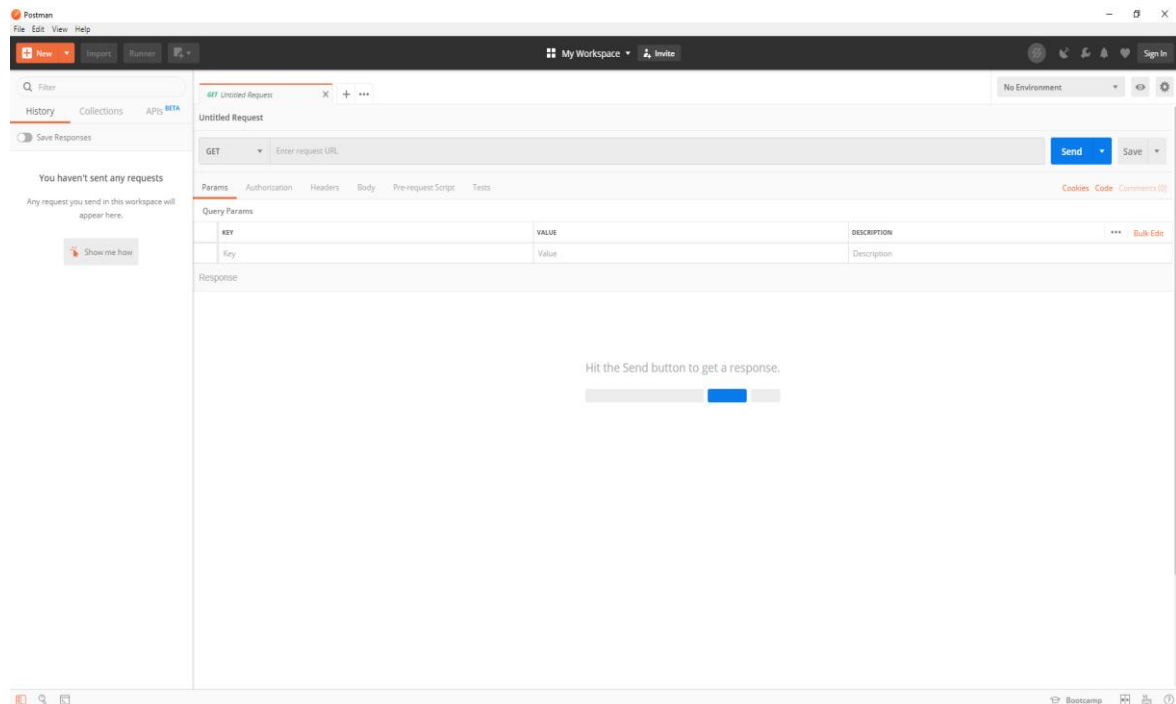 Postman
File Edit View Help
New Import Runner My Workspace Invite Sign In
Filter
History Collections APIs BETA
Save Responses
You haven't sent any requests
Any request you send in this workspace will
appear here.
Show me how
GET Untitled Request
No Environment
Untitled Request
GET Enter request URL Send Save
Params Authorization Headers Body Pre-request Script Tests Cookies Code Comments (0)
Query Params
KEY VALUE DESCRIPTION Bulk Edit
Key Value Description
Response
Hit the Send button to get a response.
Bootcamp